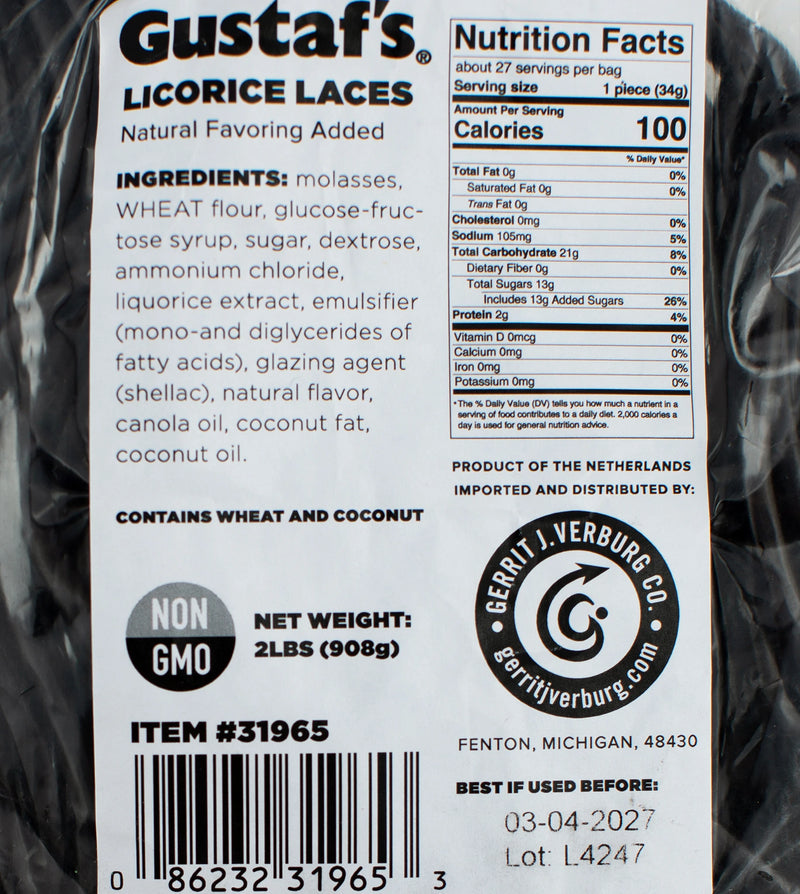 Gustaf's®
LICORICE LACES
Natural Favoring Added
INGREDIENTS: molasses,
WHEAT flour, glucose-fruc-
tose syrup, sugar, dextrose,
ammonium chloride,
liquorice extract, emulsifier
(mono-and diglycerides of
fatty acids), glazing agent
(shellac), natural flavor,
canola oil, coconut fat,
coconut oil.
CONTAINS WHEAT AND COCONUT
NON
GMO
NET WEIGHT:
2LBS (908g)
ITEM #31965
0 86232 31965 3
Nutrition Facts
about 27 servings per bag
Serving size 1 piece (34g)
Amount Per Serving
Calories 100
% Daily Value*
Total Fat 0g 0%
Saturated Fat 0g 0%
Trans Fat 0g
Cholesterol 0mg 0%
Sodium 105mg 5%
Total Carbohydrate 21g 8%
Dietary Fiber 0g 0%
Total Sugars 13g
Includes 13g Added Sugars 26%
Protein 2g 4%
Vitamin D 0mcg 0%
Calcium 0mg 0%
Iron 0mg 0%
Potassium 0mg 0%
*The % Daily Value (DV) tells you how much a nutrient in a
serving of food contributes to a daily diet. 2,000 calories a
day is used for general nutrition advice.
PRODUCT OF THE NETHERLANDS
IMPORTED AND DISTRIBUTED BY:
• GERRIT J.VERBURG CO. •
gerritjverburg.com
FENTON, MICHIGAN, 48430
BEST IF USED BEFORE:
03-04-2027
Lot: L4247